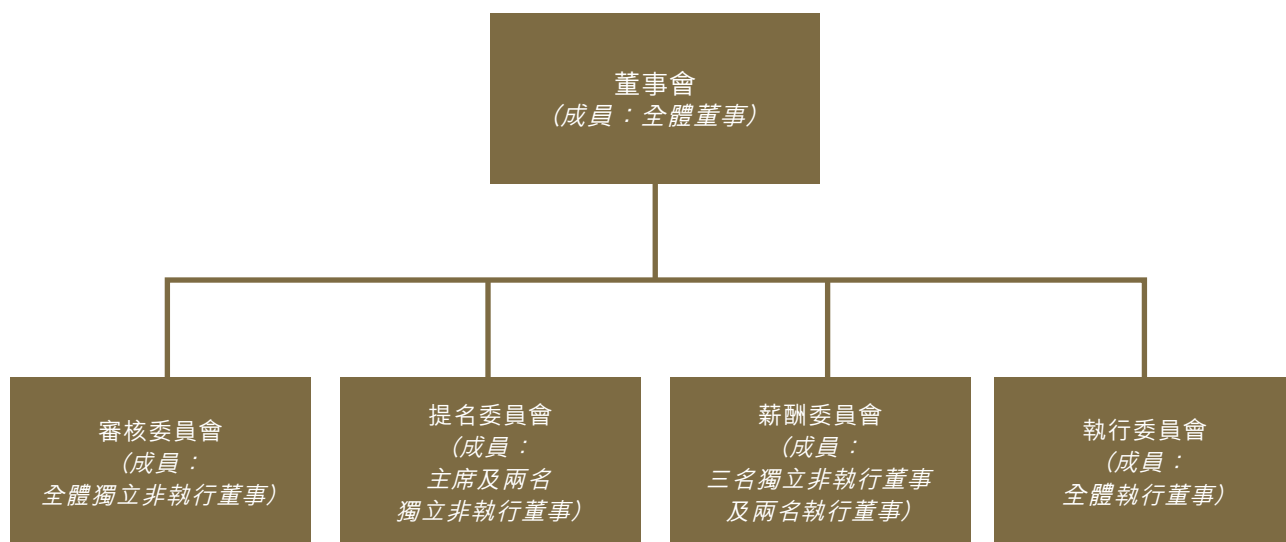 董事會
(成員：全體董事)
審核委員會
(成員：
全體獨立非執行董事)
提名委員會
(成員：
主席及兩名
獨立非執行董事)
薪酬委員會
(成員：
三名獨立非執行董事
及兩名執行董事)
執行委員會
(成員：
全體執行董事)